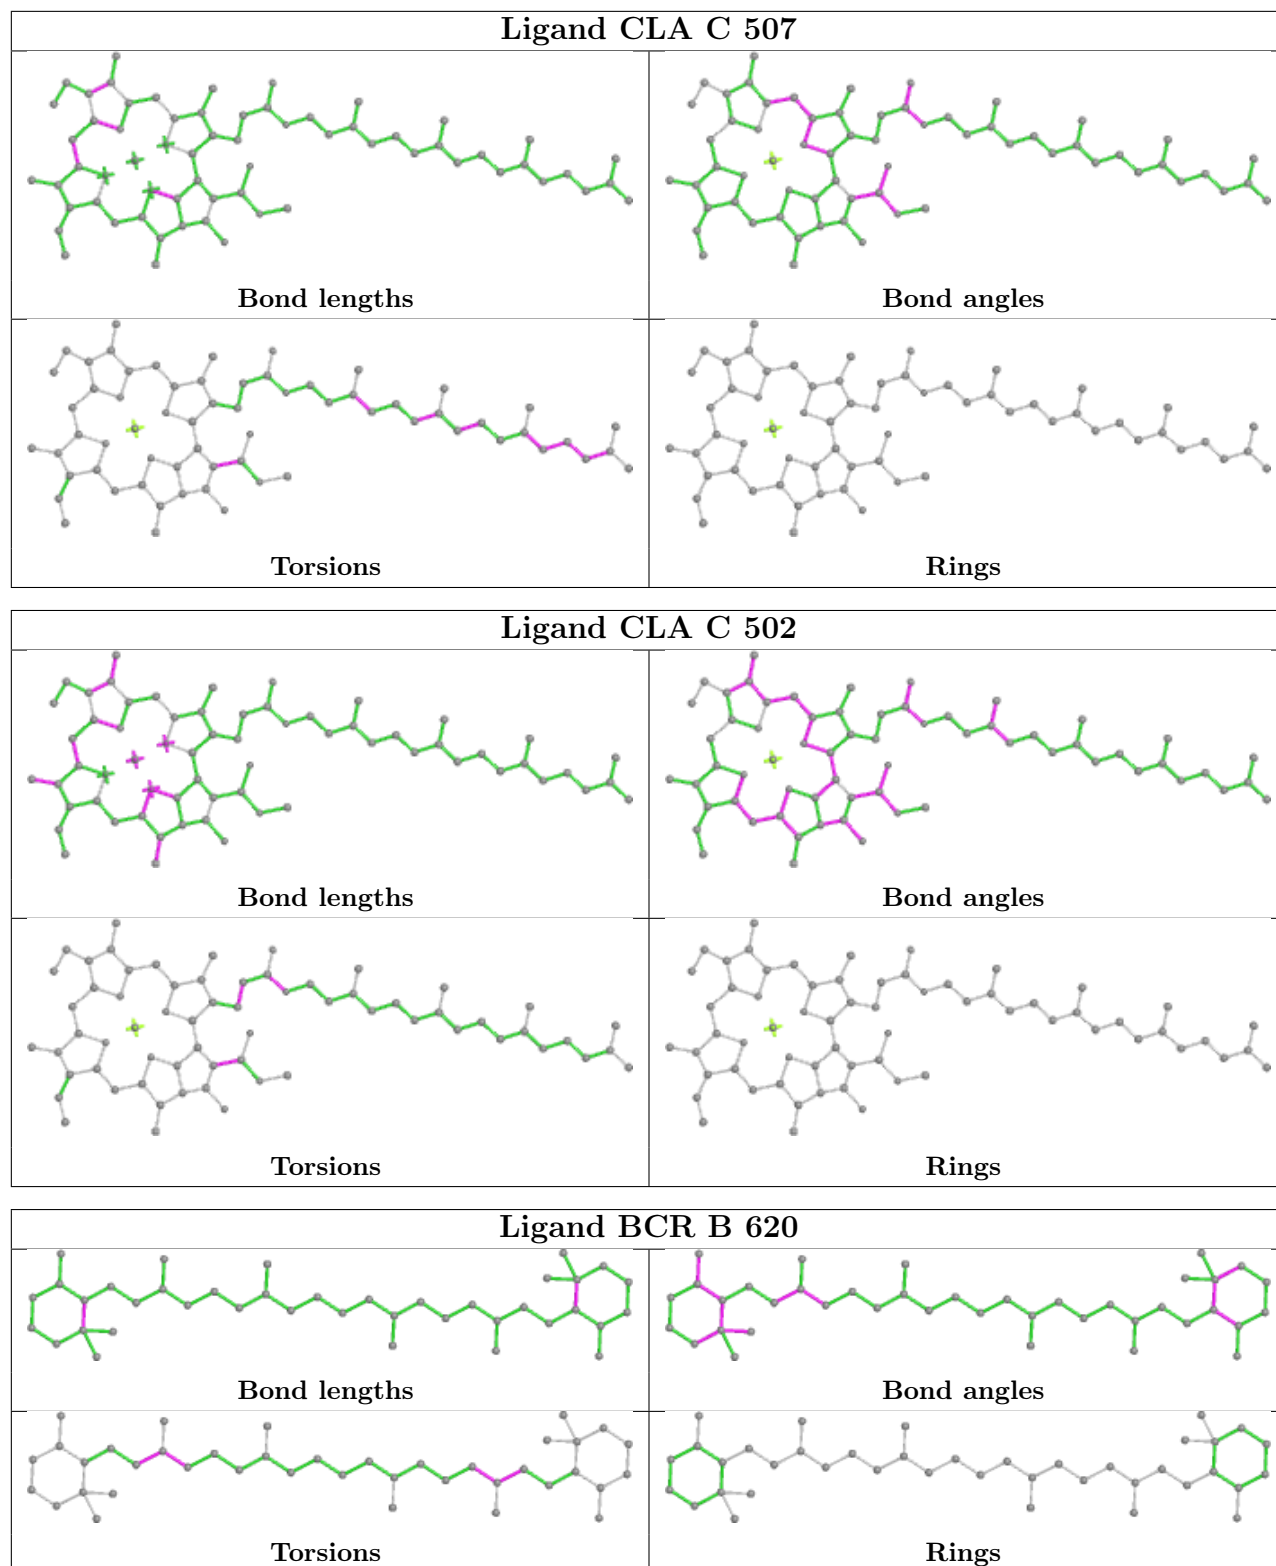 Ligand CLA C 507
Bond lengths
Bond angles
Torsions
Rings
Ligand CLA C 502
Bond lengths
Bond angles
Torsions
Rings
Ligand BCR B 620
Bond lengths
Bond angles
Torsions
Rings